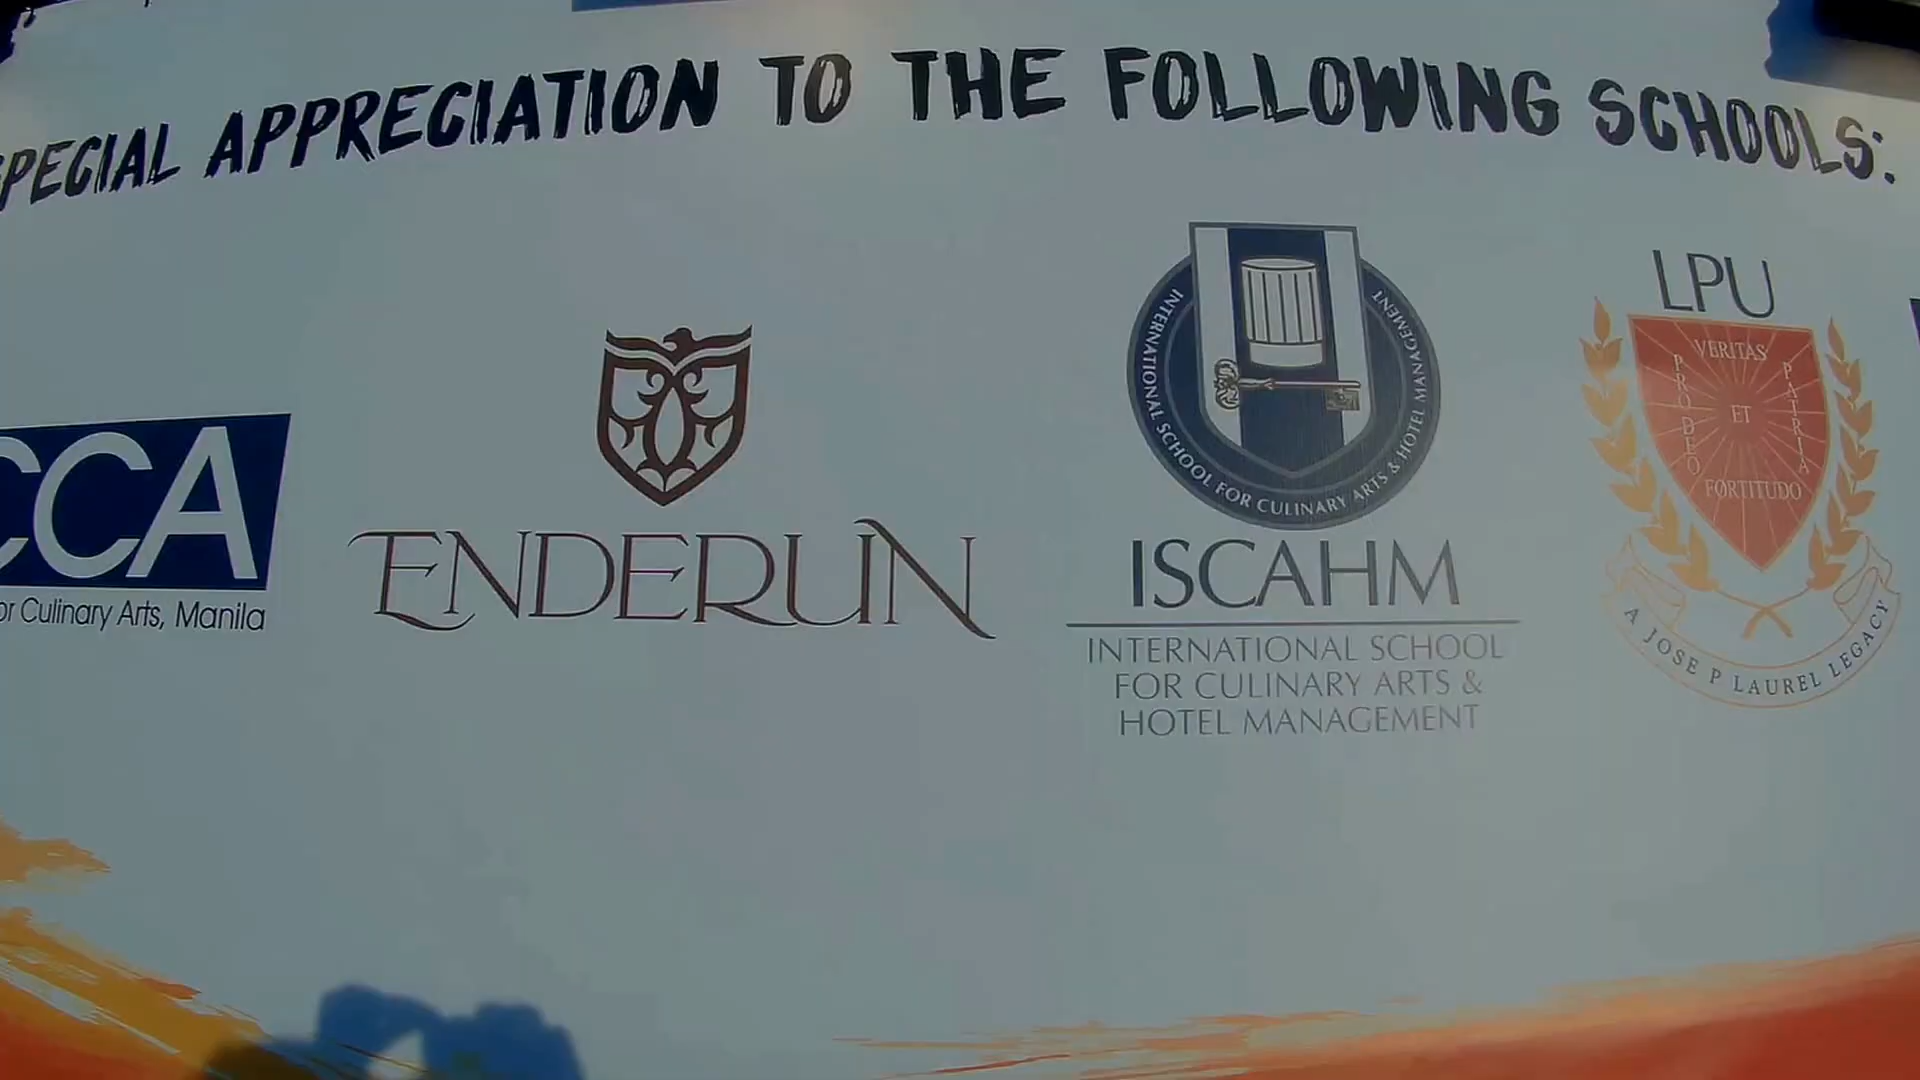 SPECIAL APPRECIATION TO THE FOLLOWING SCHOOLS:
CCA
or Culinary Arts, Manila
ENDERUN
INTERNATIONAL SCHOOL FOR CULINARY ARTS & HOTEL MANAGEMENT
ISCAHM
INTERNATIONAL SCHOOL
FOR CULINARY ARTS &
HOTEL MANAGEMENT
LPU
VERITAS
PRO DEO
ET
PATRIA
FORTITUDO
A JOSE P LAUREL LEGACY